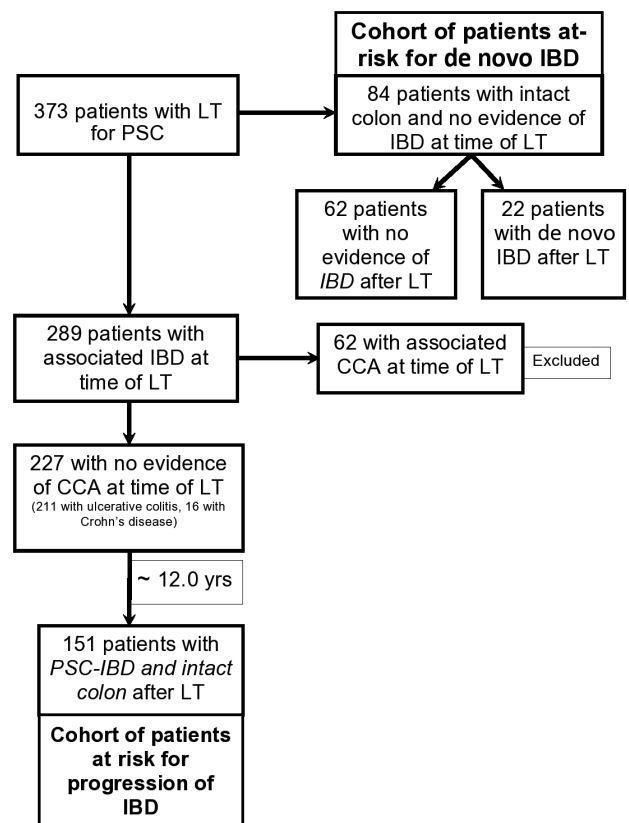 Cohort of patients at-
risk for de novo IBD
373 patients with LT
for PSC
84 patients with intact
colon and no evidence of
IBD at time of LT
62 patients
with no
evidence of
IBD after LT
22 patients
with de novo
IBD after LT
289 patients with
associated IBD at
time of LT
62 with associated
CCA at time of LT
Excluded
227 with no evidence
of CCA at time of LT
(211 with ulcerative colitis, 16 with
Crohn's disease)
~ 12.0 yrs
151 patients with
PSC-IBD and intact
colon after LT
Cohort of patients
at risk for
progression of
IBD